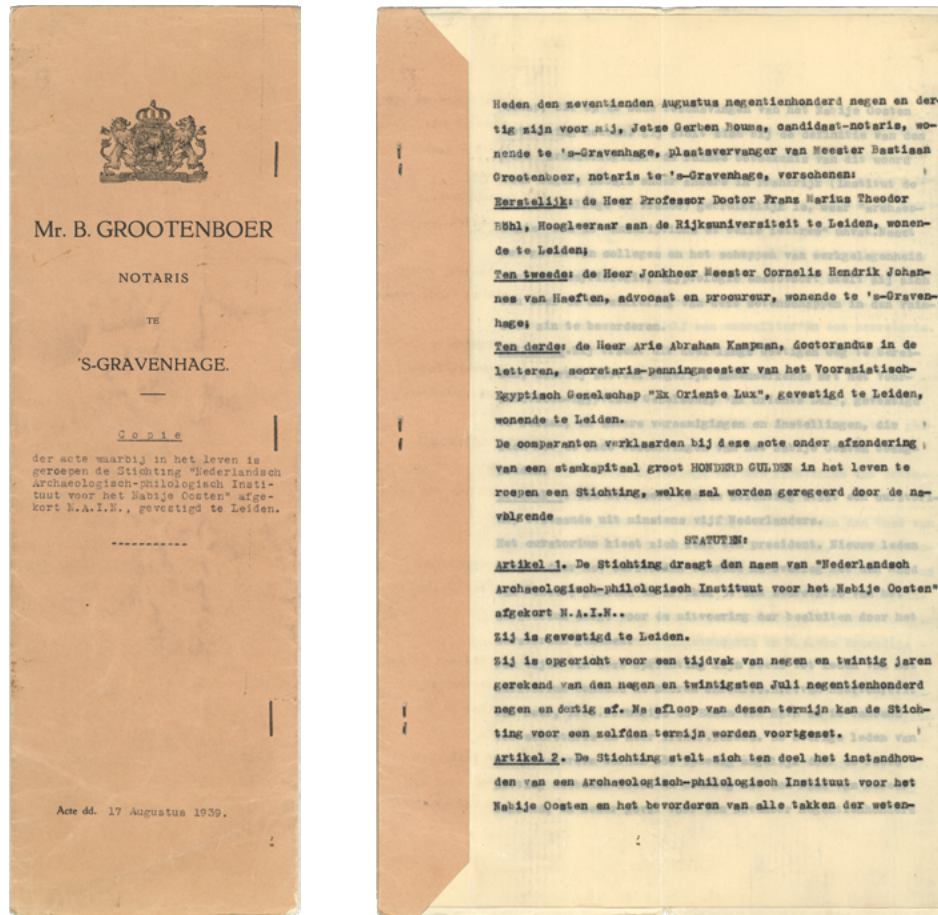 Mr. B. GROOTENBOER
NOTARIS
TE
'S-GRAVENHAGE.
Copie
der acte waarbij in het leven is
geroepen de Stichting "Nederlandsch
Archaeologisch-philologisch Insti-
tuut voor het Nabije Oosten" afge-
kort N.A.I.N., gevestigd te Leiden.
Acte dd. 17 Augustus 1939.
Heden den zeventienden Augustus negentienhonderd negen en der
tig zijn voor mij, Jetze Gerben Bouma, candidaat-notaris, wo-
nende te 's-Gravenhage, plaatsvervanger van Meester Bastiaan
Grootenboer, notaris te 's-Gravenhage, verschenen:
Eerstelijk: de Heer Professor Doctor Franz Marius Theodor
Böhl, Hoogleeraar aan de Rijksuniversiteit te Leiden, wonen-
de te Leiden;
Ten tweede: de Heer Jonkheer Meester Cornelis Hendrik Johan-
nes van Haeften, advocaat en procureur, wonende te 's-Graven-
hage;
Ten derde: de Heer Arie Abraham Kampman, doctorandus in de
letteren, secretaris-penningmeester van het Vooraziatisch-
Egyptisch Gezelschap "Ex Oriente Lux", gevestigd te Leiden,
wonende te Leiden.
De comparanten verklaarden bij deze acte onder afzondering
van een stamkapitaal groot HONDERD GULDEN in het leven te
roepen een Stichting, welke zal worden geregeerd door de na-
volgende
STATUTEN:
Artikel 1. De Stichting draagt den naam van "Nederlandsch
Archaeologisch-philologisch Instituut voor het Nabije Oosten"
afgekort N.A.I.N..
Zij is gevestigd te Leiden.
Zij is opgericht voor een tijdvak van negen en twintig jaren
gerekend van den negen en twintigsten Juli negentienhonderd
negen en dertig af. Na afloop van dezen termijn kan de Stich-
ting voor een zelfden termijn worden voortgezet.
Artikel 2. De Stichting stelt zich ten doel het instandhou-
den van een Archaeologisch-philologisch Instituut voor het
Nabije Oosten en het bevorderen van alle takken der weten-